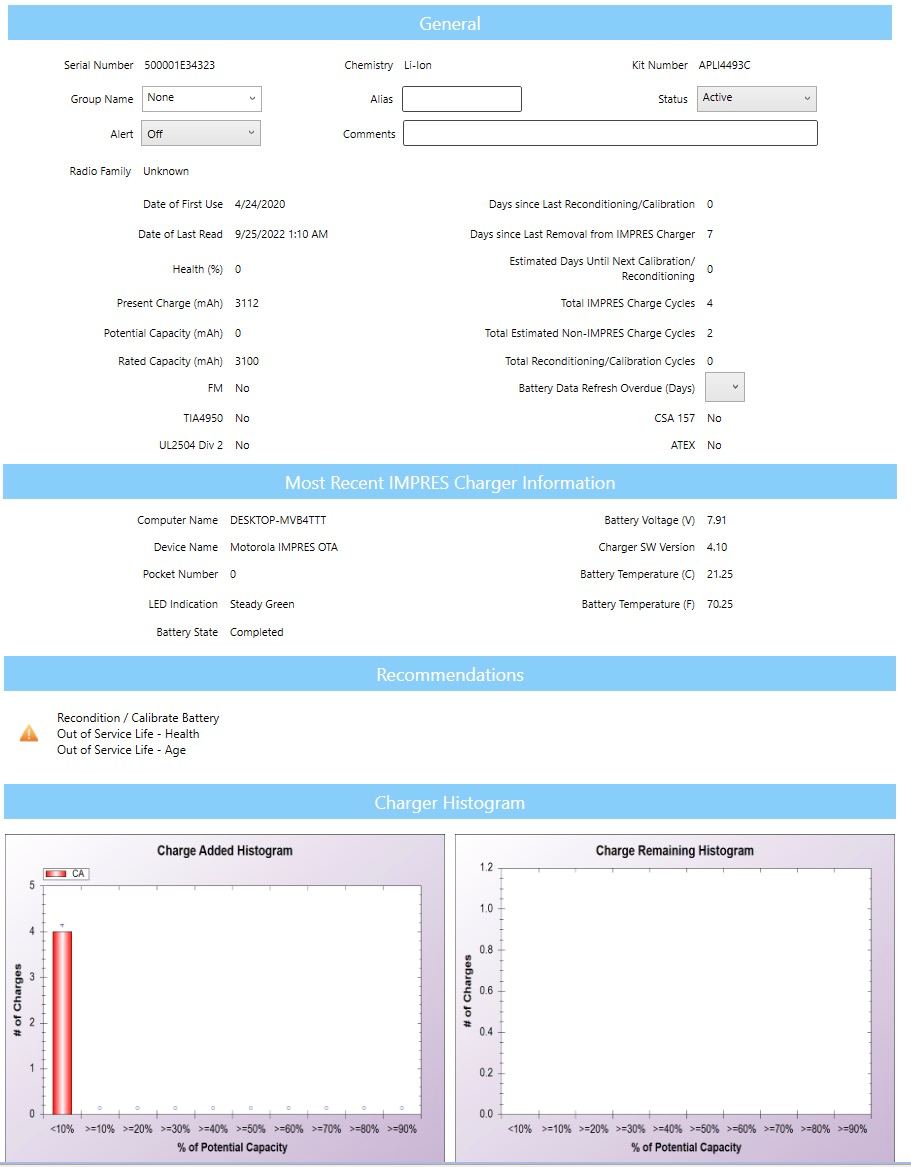 General
Serial Number 500001E34323 Chemistry Li-Ion Kit Number APLI4493C
Group Name None Alias Status Active
Alert Off Comments
Radio Family Unknown
Date of First Use 4/24/2020 Days since Last Reconditioning/Calibration 0
Date of Last Read 9/25/2022 1:10 AM Days since Last Removal from IMPRES Charger 7
Estimated Days Until Next Calibration/
Health (%) 0 Reconditioning 0
Present Charge (mAh) 3112 Total IMPRES Charge Cycles 4
Potential Capacity (mAh) 0 Total Estimated Non-IMPRES Charge Cycles 2
Rated Capacity (mAh) 3100 Total Reconditioning/Calibration Cycles 0
FM No Battery Data Refresh Overdue (Days)
TIA4950 No CSA 157 No
UL2504 Div 2 No ATEX No
Most Recent IMPRES Charger Information
Computer Name DESKTOP-MVB4TTT Battery Voltage (V) 7.91
Device Name Motorola IMPRES OTA Charger SW Version 4.10
Pocket Number 0 Battery Temperature (C) 21.25
LED Indication Steady Green Battery Temperature (F) 70.25
Battery State Completed
Recommendations
Recondition / Calibrate Battery
Out of Service Life - Health
Out of Service Life - Age
Charger Histogram
Charge Added Histogram
CA
5
4
4
3
2
1
0
0 0 0 0 0 0 0 0 0
# of Charges
<10% >=10% >=20% >=30% >=40% >=50% >=60% >=70% >=80% >=90%
% of Potential Capacity
Charge Remaining Histogram
1.2
1.0
0.8
0.6
0.4
0.2
0.0
# of Charges
<10% >=10% >=20% >=30% >=40% >=50% >=60% >=70% >=80% >=90%
% of Potential Capacity